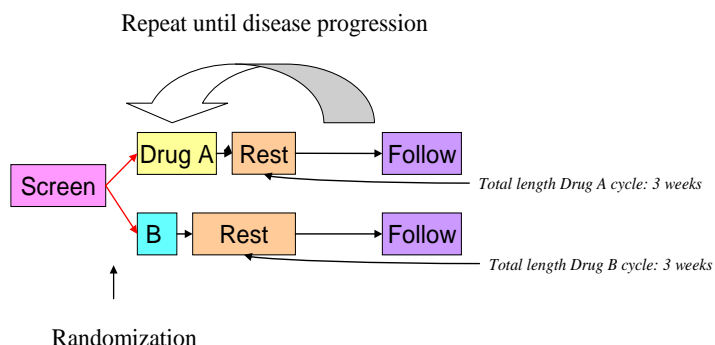 Repeat until disease progression
Drug A
Rest
Follow
Screen
Total length Drug A cycle: 3 weeks
B
Rest
Follow
Total length Drug B cycle: 3 weeks
Randomization